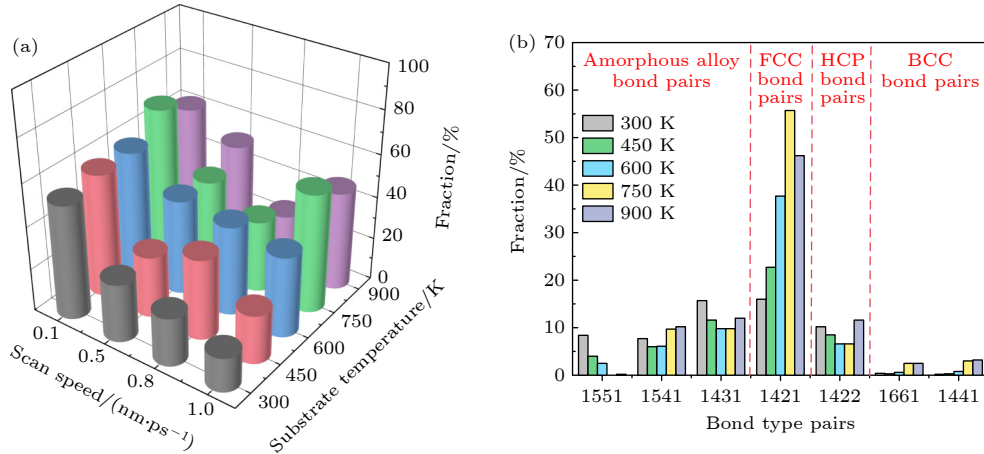 (a)
100
80
60
40
20
0
Fraction/%
900
750
600
450
300
Substrate temperature/K
0.1
0.5
0.8
1.0
Scan speed/(nm·ps⁻¹)
(b)
70
60
50
40
30
20
10
0
Fraction/%
Amorphous alloy
bond pairs
FCC
bond
pairs
HCP
bond
pairs
BCC
bond pairs
300 K
450 K
600 K
750 K
900 K
1551 1541 1431 1421 1422 1661 1441
Bond type pairs